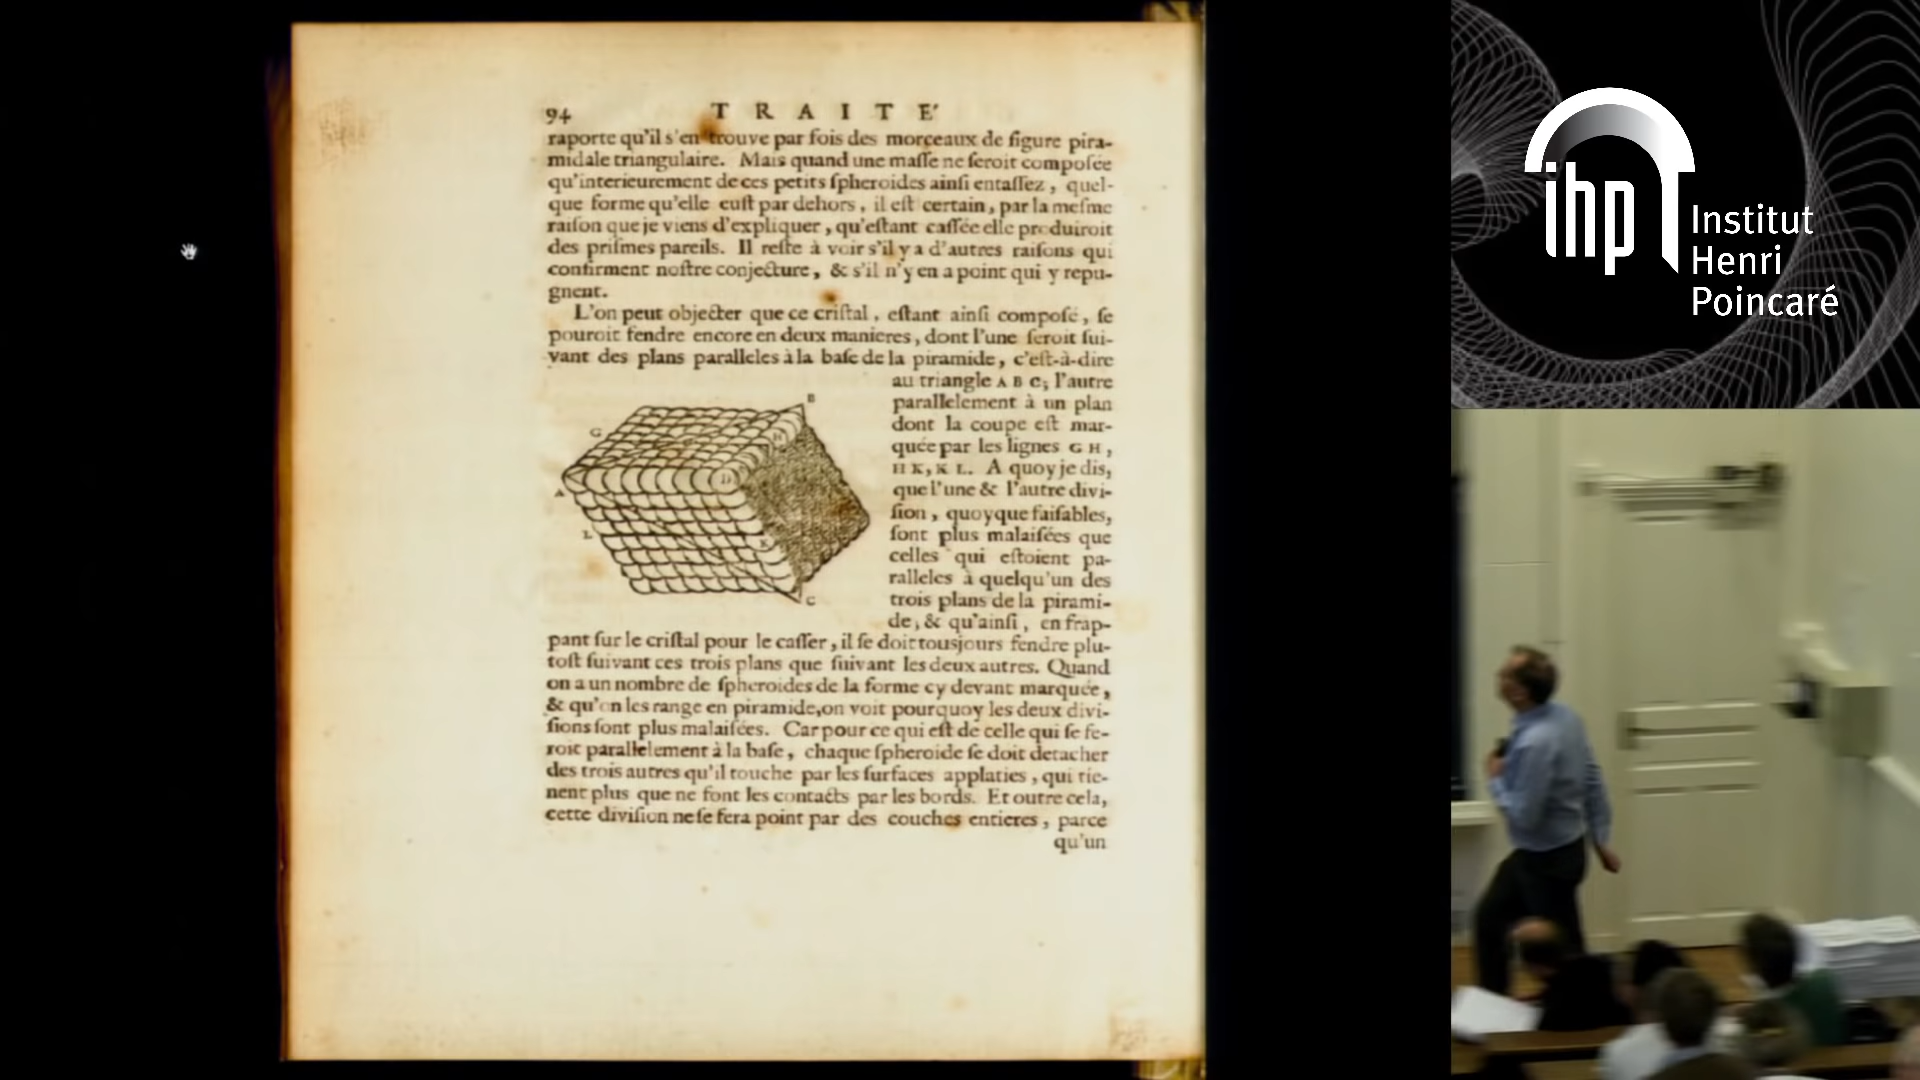 94 TRAITE'
raporte qu'il s'en trouve par fois des morceaux de figure pira-
midale triangulaire. Mais quand une maſſe ne ſeroit compoſée
qu'interieurement de ces petits ſpheroides ainſi entaſſez, quel-
que forme qu'elle euſt par dehors, il eſt certain, par la meſme
raiſon que je viens d'expliquer, qu'eſtant caſſée elle produiroit
des priſmes pareils. Il reſte à voir s'il y a d'autres raiſons qui
confirment noſtre conjecture, & s'il n'y en a point qui y repu-
gnent.
L'on peut objecter que ce criſtal, eſtant ainſi compoſé, ſe
pouroit fendre encore en deux manieres, dont l'une ſeroit ſui-
vant des plans paralleles à la baſe de la piramide, c'eſt-à-dire
au triangle A B C; l'autre
parallelement à un plan
dont la coupe eſt mar-
quée par les lignes G H,
H K, K L. A quoy je dis,
que l'une & l'autre divi-
ſion, quoyque faiſables,
ſont plus malaiſées que
celles qui eſtoient pa-
ralleles à quelqu'un des
trois plans de la pirami-
de, & qu'ainſi, en frap-
pant ſur le criſtal pour le caſſer, il ſe doit tousjours fendre plu-
toſt ſuivant ces trois plans que ſuivant les deux autres. Quand
on a un nombre de ſpheroides de la forme cy devant marquée,
& qu'on les range en piramide, on voit pourquoy les deux divi-
ſions ſont plus malaiſées. Car pour ce qui eſt de celle qui ſe fe-
roit parallelement à la baſe, chaque ſpheroide ſe doit detacher
des trois autres qu'il touche par les ſurfaces applaties, qui tie-
nent plus que ne font les contacts par les bords. Et outre cela,
cette diviſion ne ſe fera point par des couches entieres, parce
qu'un
B
G
H
D
A
L
K
C
ihp
Institut
Henri
Poincaré